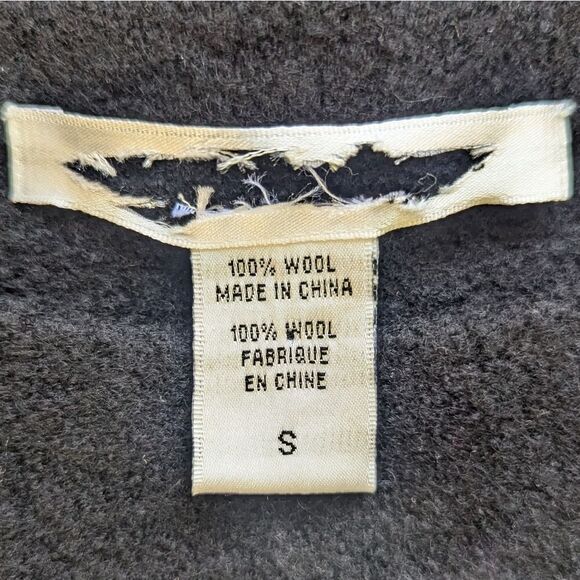 100% WOOL
MADE IN CHINA
100% WOOL
FABRIQUE
EN CHINE
S